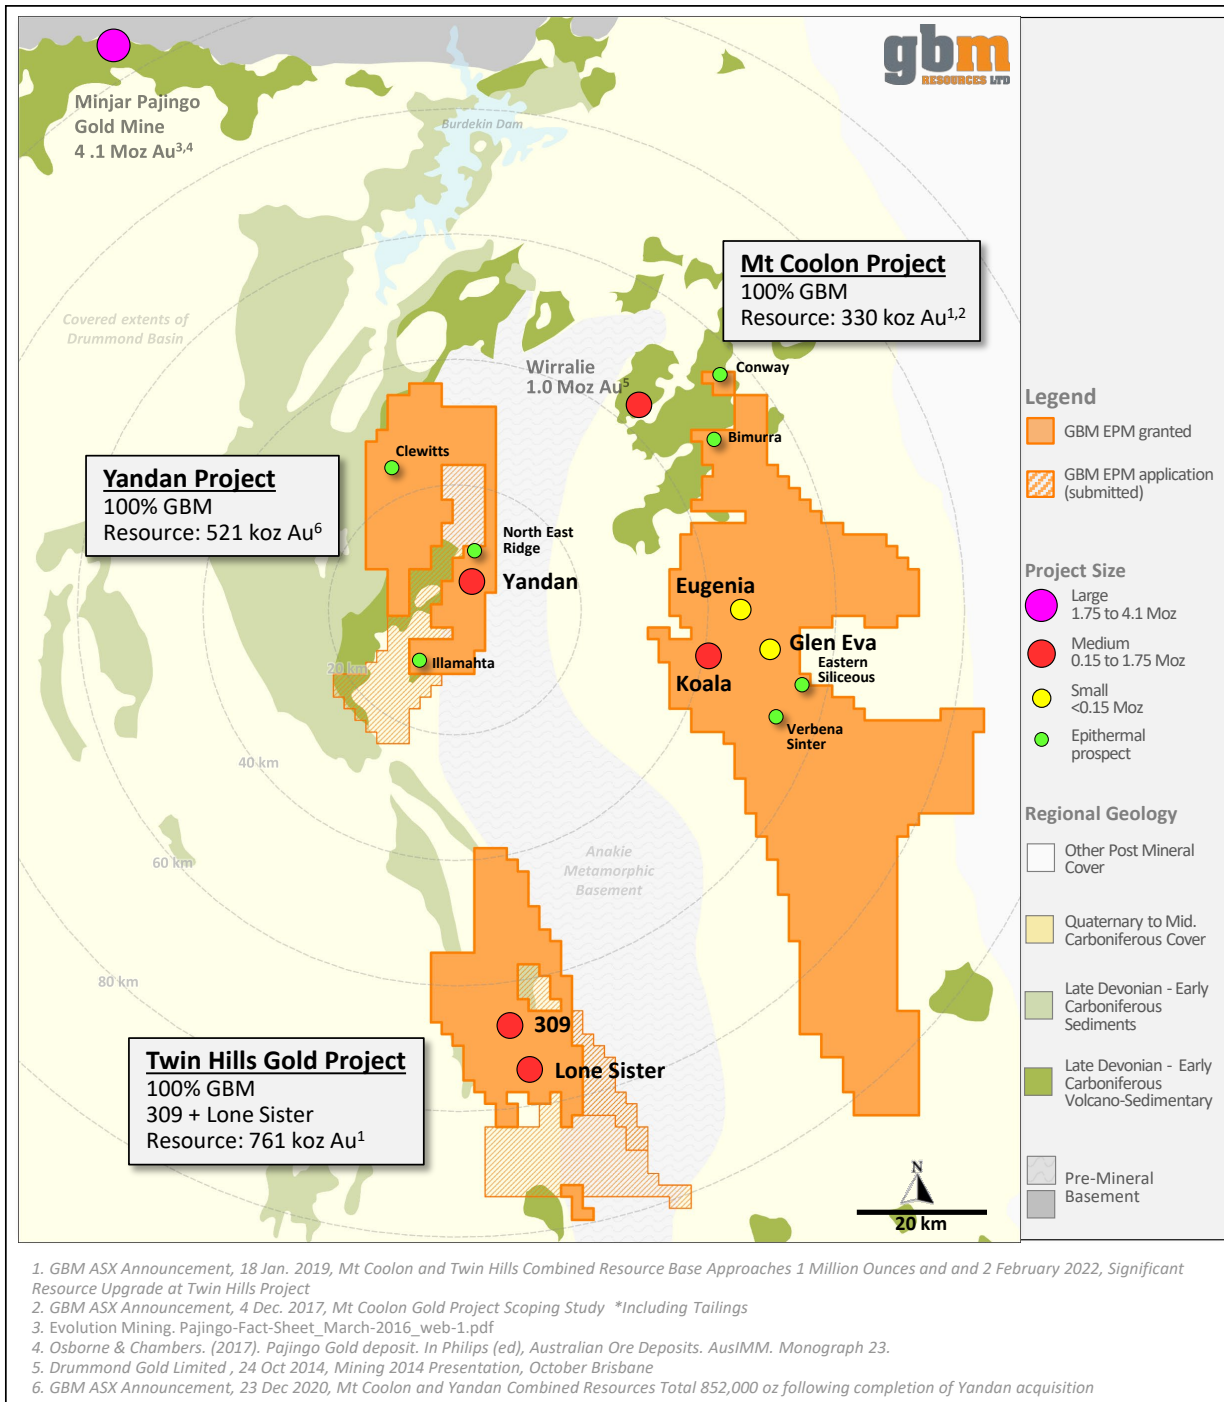 gbm
RESOURCES LTD
Minjar Pajingo
Gold Mine
4 .1 Moz Au3,4
Burdekin Dam
Mt Coolon Project
100% GBM
Resource: 330 koz Au1,2
Covered extents of
Drummond Basin
Wirralie
1.0 Moz Au5
Conway
Bimurra
Clewitts
Yandan Project
100% GBM
Resource: 521 koz Au6
North East
Ridge
Yandan
Illamahta
20 km
Eugenia
Glen Eva
Eastern
Siliceous
Koala
Verbena
Sinter
40 km
60 km
80 km
Anakie
Metamorphic
Basement
309
Lone Sister
Twin Hills Gold Project
100% GBM
309 + Lone Sister
Resource: 761 koz Au1
N
20 km
Legend
GBM EPM granted
GBM EPM application
(submitted)
Project Size
Large
1.75 to 4.1 Moz
Medium
0.15 to 1.75 Moz
Small
<0.15 Moz
Epithermal
prospect
Regional Geology
Other Post Mineral
Cover
Quaternary to Mid.
Carboniferous Cover
Late Devonian - Early
Carboniferous
Sediments
Late Devonian - Early
Carboniferous
Volcano-Sedimentary
Pre-Mineral
Basement
1. GBM ASX Announcement, 18 Jan. 2019, Mt Coolon and Twin Hills Combined Resource Base Approaches 1 Million Ounces and and 2 February 2022, Significant
Resource Upgrade at Twin Hills Project
2. GBM ASX Announcement, 4 Dec. 2017, Mt Coolon Gold Project Scoping Study *Including Tailings
3. Evolution Mining. Pajingo-Fact-Sheet_March-2016_web-1.pdf
4. Osborne & Chambers. (2017). Pajingo Gold deposit. In Philips (ed), Australian Ore Deposits. AusIMM. Monograph 23.
5. Drummond Gold Limited , 24 Oct 2014, Mining 2014 Presentation, October Brisbane
6. GBM ASX Announcement, 23 Dec 2020, Mt Coolon and Yandan Combined Resources Total 852,000 oz following completion of Yandan acquisition